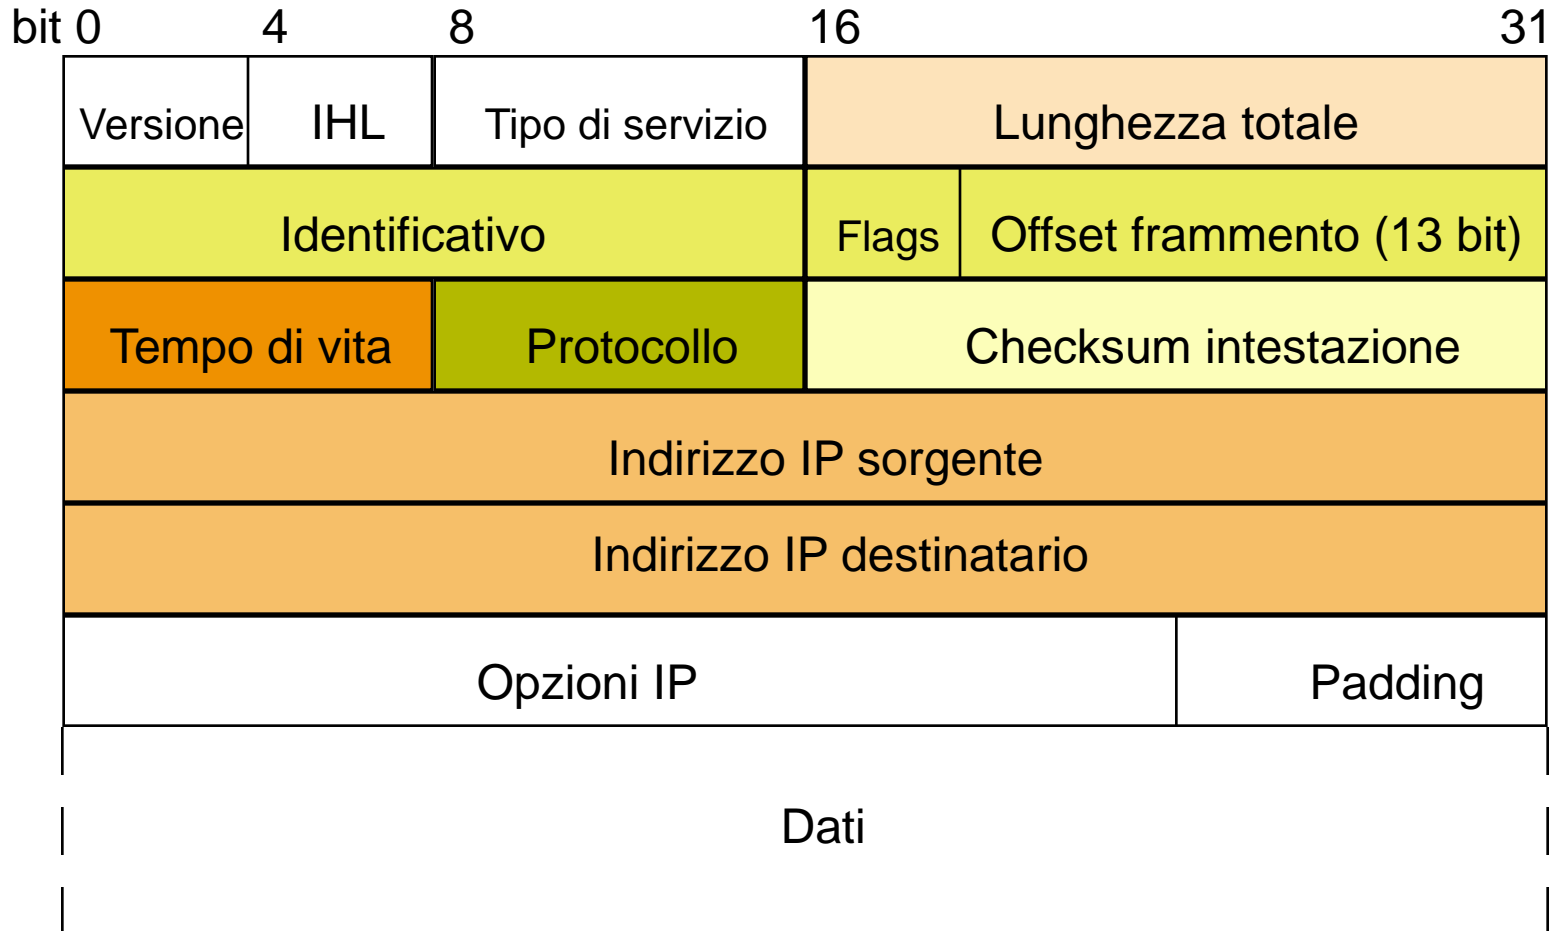 bit 0 4 8 16 31
Versione IHL Tipo di servizio Lunghezza totale
Identificativo Flags Offset frammento (13 bit)
Tempo di vita Protocollo Checksum intestazione
Indirizzo IP sorgente
Indirizzo IP destinatario
Opzioni IP Padding
Dati